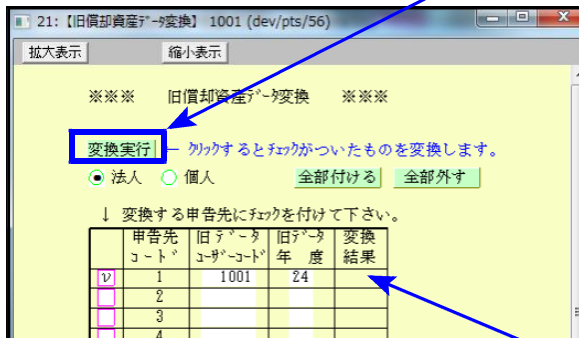 21:【旧償却資産ﾃﾞｰﾀ変換】 1001 (dev/pts/56)
拡大表示 縮小表示
※※※ 旧償却資産ﾃﾞｰﾀ変換 ※※※
変換実行 ← ｸﾘｯｸするとﾁｪｯｸがついたものを変換します。
法人 個人 全部付ける 全部外す
↓ 変換する申告先にﾁｪｯｸを付けて下さい。
申告先 旧データ 旧ﾃﾞｰﾀ 変換
コード ﾕｰｻﾞｰｺｰﾄﾞ 年 度 結果
ν 1 1001 24
2
3
4